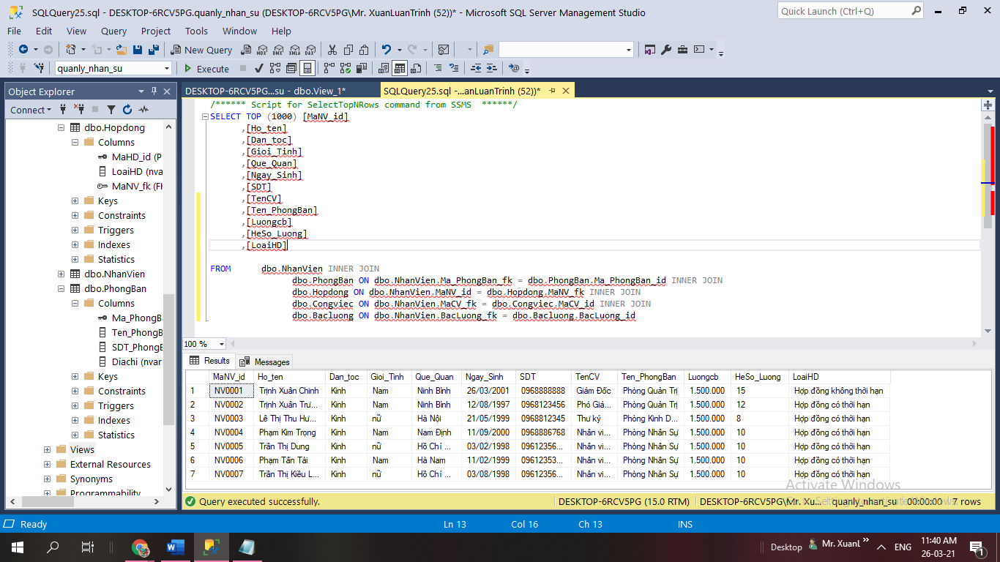 SQLQuery25.sql - DESKTOP-6RCV5PG.quanly_nhan_su (DESKTOP-6RCV5PG\Mr. XuanLuanTrinh (52))* - Microsoft SQL Server Management Studio
Quick Launch (Ctrl+Q)
File Edit View Query Project Tools Window Help
New Query MDX DMX XMLA DAX
quanly_nhan_su Execute
Object Explorer
DESKTOP-6RCV5PG...su - dbo.View_1* SQLQuery25.sql -...anLuanTrinh (52))*
Connect
dbo.Hopdong
Columns
MaHD_id (P
LoaiHD (nva
MaNV_fk (Fk
Keys
Constraints
Triggers
Indexes
Statistics
dbo.NhanVien
dbo.PhongBan
Columns
Ma_PhongB
Ten_PhongB
SDT_PhongB
Diachi (nvar
Keys
Constraints
Triggers
Indexes
Statistics
Views
External Resources
Synonyms
Programmability
/****** Script for SelectTopNRows command from SSMS ******/
SELECT TOP (1000) [MaNV_id]
,[Ho_ten]
,[Dan_toc]
,[Gioi_Tinh]
,[Que_Quan]
,[Ngay_Sinh]
,[SDT]
,[TenCV]
,[Ten_PhongBan]
,[Luongcb]
,[HeSo_Luong]
,[LoaiHD]
FROM dbo.NhanVien INNER JOIN
dbo.PhongBan ON dbo.NhanVien.Ma_PhongBan_fk = dbo.PhongBan.Ma_PhongBan_id INNER JOIN
dbo.Hopdong ON dbo.NhanVien.MaNV_id = dbo.Hopdong.MaNV_fk INNER JOIN
dbo.Congviec ON dbo.NhanVien.MaCV_fk = dbo.Congviec.MaCV_id INNER JOIN
dbo.Bacluong ON dbo.NhanVien.BacLuong_fk = dbo.Bacluong.BacLuong_id
100 %
Results Messages
MaNV_id Ho_ten Dan_toc Gioi_Tinh Que_Quan Ngay_Sinh SDT TenCV Ten_PhongBan Luongcb HeSo_Luong LoaiHD
1 NV0001 Trịnh Xuân Chinh Kinh Nam Ninh Bình 26/03/2001 0968888888 Giám Đốc Phòng Quản Trị 1.500.000 15 Hợp đồng không thời hạn
2 NV0002 Trịnh Xuân Trư... Kinh Nam Ninh Bình 12/08/1997 0968123456 Phó Giá... Phòng Quản Trị 1.500.000 12 Hợp đồng có thời hạn
3 NV0003 Lê Thị Thu Hư... Kinh nữ Hà Nội 21/05/1999 0968812345 Thư ký Phòng Kinh D... 1.500.000 8 Hợp đồng có thời hạn
4 NV0004 Phạm Kim Trọng Kinh Nam Nam Định 11/09/2000 0968886768 Nhân vi... Phòng Nhân Sự 1.500.000 10 Hợp đồng có thời hạn
5 NV0005 Trần Thị Dung Kinh nữ Hồ Chí ... 03/02/1998 09612356... Nhân vi... Phòng Nhân Sự 1.500.000 10 Hợp đồng có thời hạn
6 NV0006 Phạm Tấn Tài Kinh Nam Hà Nam 11/02/1999 09612353... Nhân vi... Phòng Nhân Sự 1.500.000 10 Hợp đồng có thời hạn
7 NV0007 Trần Thị Kiều L... Kinh nữ Hồ Chí ... 03/08/1998 09612356... Nhân vi... Phòng Nhân Sự 1.500.000 10 Hợp đồng có thời hạn
Activate Windows
Go to Settings to activate Windows.
Query executed successfully. DESKTOP-6RCV5PG (15.0 RTM) DESKTOP-6RCV5PG\Mr. Xu... quanly_nhan_su 00:00:00 7 rows
Ready Ln 13 Col 16 Ch 13 INS
Desktop Mr. Xuanl ENG 11:40 AM
26-03-21
1